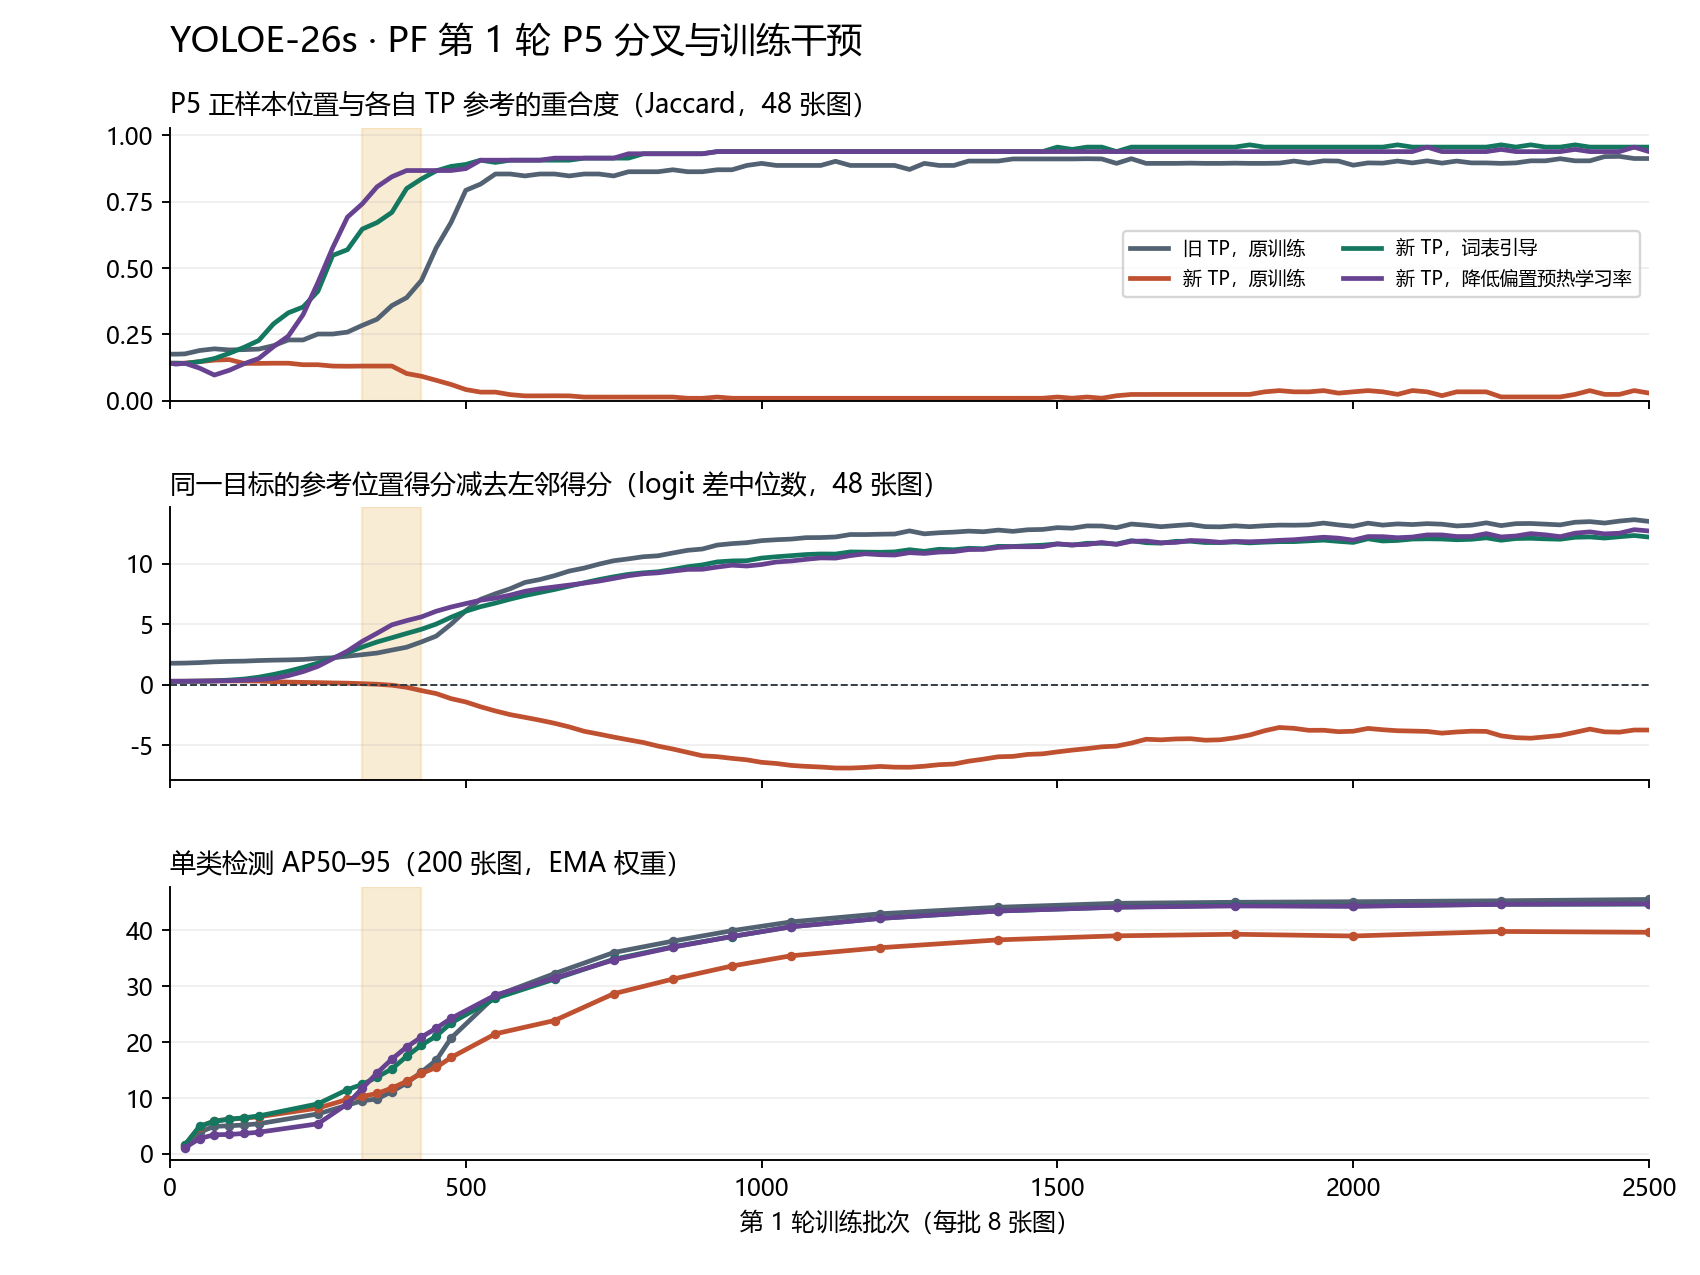 YOLOE-26s · PF 第 1 轮 P5 分叉与训练干预
P5 正样本位置与各自 TP 参考的重合度（Jaccard，48 张图）
1.00
0.75
0.50
0.25
0.00
旧 TP，原训练
新 TP，词表引导
新 TP，原训练
新 TP，降低偏置预热学习率
同一目标的参考位置得分减去左邻得分（logit 差中位数，48 张图）
10
5
0
-5
单类检测 AP50–95（200 张图，EMA 权重）
40
30
20
10
0
0 500 1000 1500 2000 2500
第 1 轮训练批次（每批 8 张图）